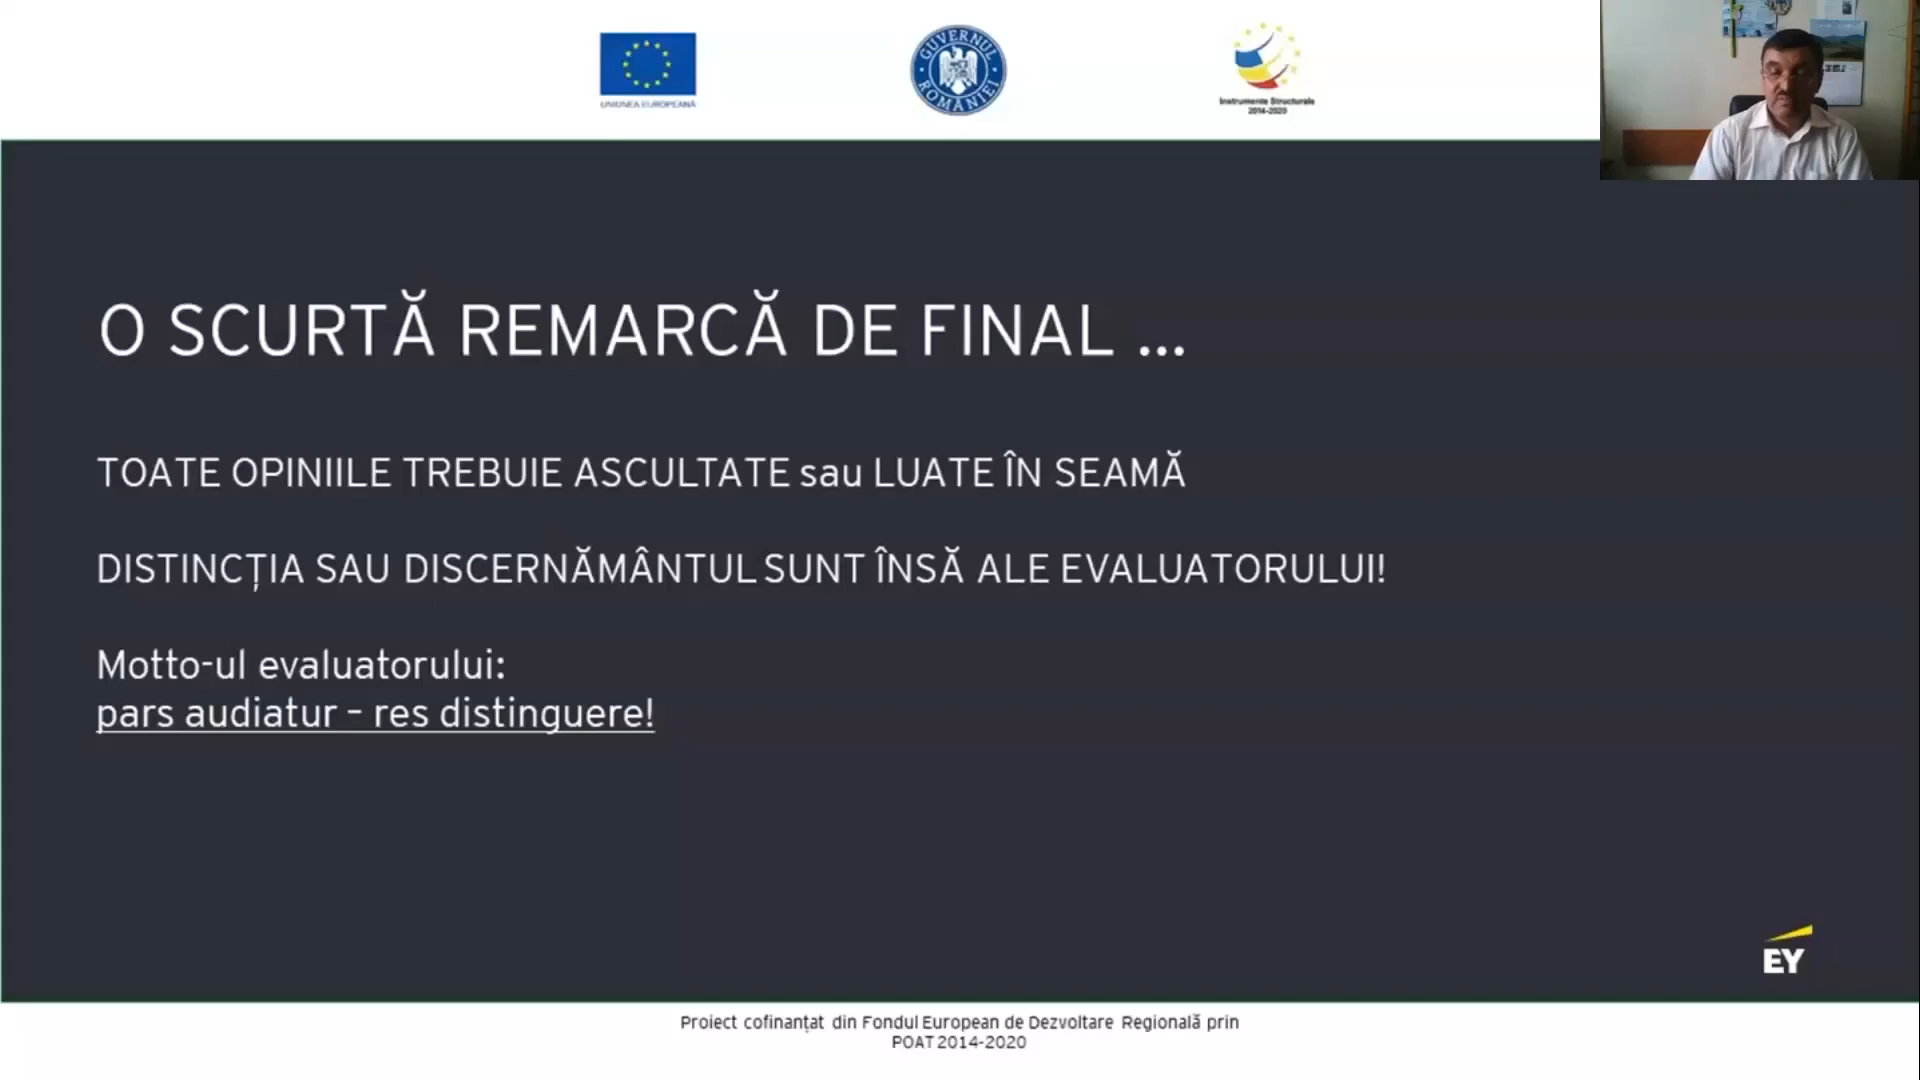 UNIUNEA EUROPEANĂ
GUVERNUL ROMÂNIEI
Instrumente Structurale
2014-2020
O SCURTĂ REMARCĂ DE FINAL ...
TOATE OPINIILE TREBUIE ASCULTATE sau LUATE ÎN SEAMĂ
DISTINCȚIA SAU DISCERNĂMÂNTUL SUNT ÎNSĂ ALE EVALUATORULUI!
Motto-ul evaluatorului:
pars audiatur – res distinguere!
EY
Proiect cofinanțat din Fondul European de Dezvoltare Regională prin
POAT 2014-2020